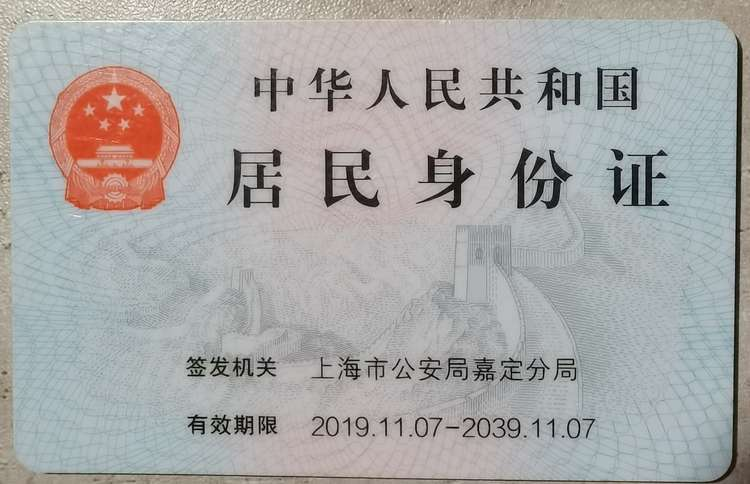 中华人民共和国
居民身份证
签发机关 上海市公安局嘉定分局
有效期限 2019.11.07-2039.11.07